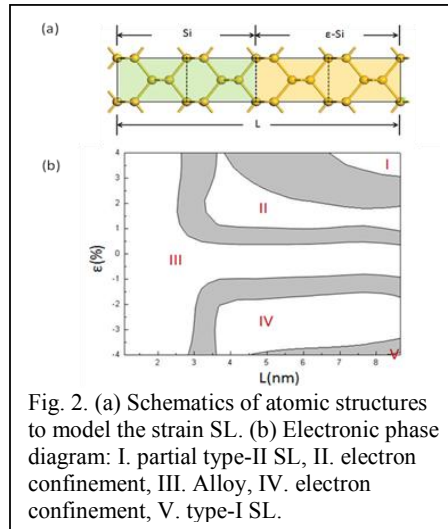 (a)
Si
ε-Si
L
(b)
4
3
2
1
0
-1
-2
-3
-4
ε(%)
I
II
III
IV
V
2
3
4
5
6
7
8
L(nm)
Fig. 2. (a) Schematics of atomic structures
to model the strain SL. (b) Electronic phase
diagram: I. partial type-II SL, II. electron
confinement, III. Alloy, IV. electron
confinement, V. type-I SL.